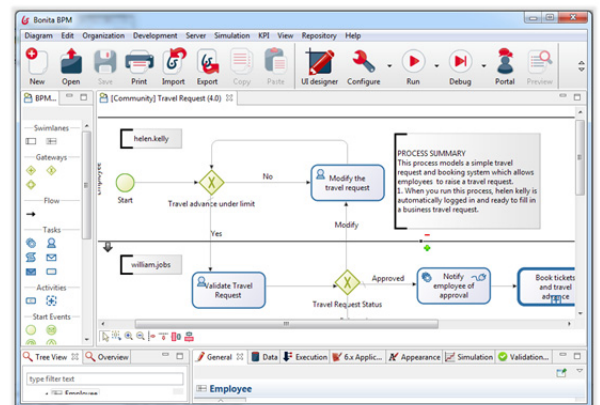 Bonita BPM
Diagram Edit Organization Development Server Simulation KPI View Repository Help
New Open Save Print Import Export Copy Paste UI designer Configure Run Debug Portal Preview
BPM...
[Community] Travel Request (4.0)
Swimlanes
Gateways
Flow
Tasks
Activities
Start Events
Employee
helen.kelly
Start
Travel advance under limit
No
Modify the
travel request
PROCESS SUMMARY
This process models a simple travel
request and booking system which allows
employees to raise a travel request.
1. When you run this process, helen kelly is
automatically logged in and ready to fill in
a business travel request.
Yes
Modify
william.jobs
Validate Travel
Request
Travel Request Status
Approved
Notify
employee of
approval
Book tickets
and travel
advance
Tree View Overview
type filter text
Employee
General Data Execution 6.x Applic... Appearance Simulation Validation...
Employee